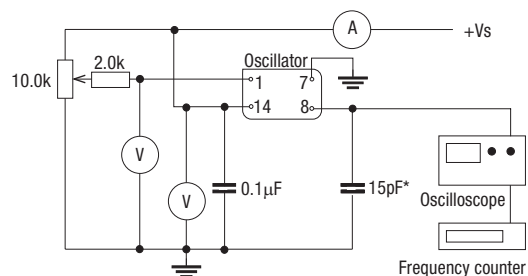 A
+Vs
Oscillator
2.0k
10.0k
1
7
14
8
V
V
0.1µF
15pF*
Oscilloscope
Frequency counter